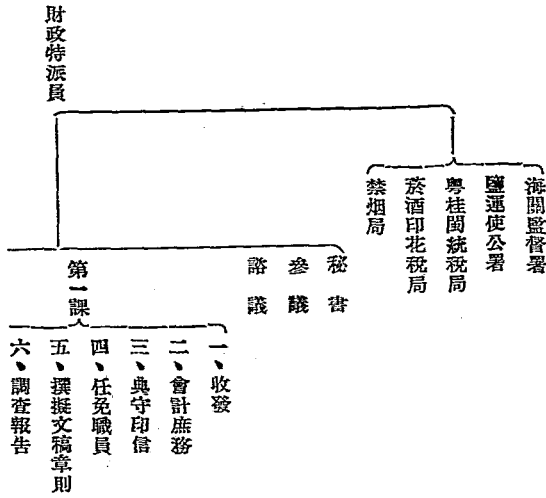 財政特派員
海關監督署
鹽運使公署
粤桂閩統稅局
菸酒印花稅局
禁烟局
秘書
參議
諮議
第一課
一、收發
二、會計庶務
三、典守印信
四、任免職員
五、撰擬文稿章則
六、調查報告